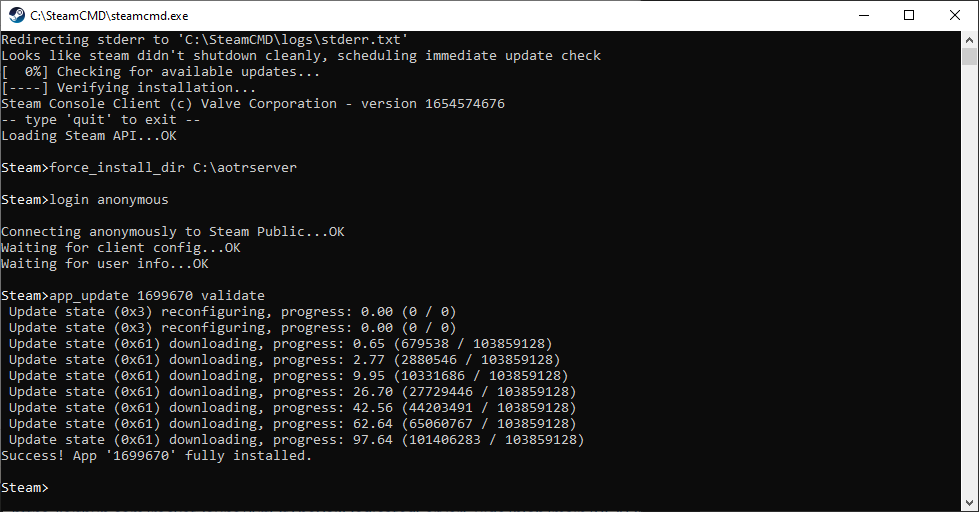 C:\SteamCMD\steamcmd.exe
Redirecting stderr to 'C:\SteamCMD\logs\stderr.txt'
Looks like steam didn't shutdown cleanly, scheduling immediate update check
[  0%] Checking for available updates...
[----] Verifying installation...
Steam Console Client (c) Valve Corporation - version 1654574676
-- type 'quit' to exit --
Loading Steam API...OK
Steam>force_install_dir C:\aotrserver
Steam>login anonymous
Connecting anonymously to Steam Public...OK
Waiting for client config...OK
Waiting for user info...OK
Steam>app_update 1699670 validate
 Update state (0x3) reconfiguring, progress: 0.00 (0 / 0)
 Update state (0x3) reconfiguring, progress: 0.00 (0 / 0)
 Update state (0x61) downloading, progress: 0.65 (679538 / 103859128)
 Update state (0x61) downloading, progress: 2.77 (2880546 / 103859128)
 Update state (0x61) downloading, progress: 9.95 (10331686 / 103859128)
 Update state (0x61) downloading, progress: 26.70 (27729446 / 103859128)
 Update state (0x61) downloading, progress: 42.56 (44203491 / 103859128)
 Update state (0x61) downloading, progress: 62.64 (65060767 / 103859128)
 Update state (0x61) downloading, progress: 97.64 (101406283 / 103859128)
Success! App '1699670' fully installed.
Steam>